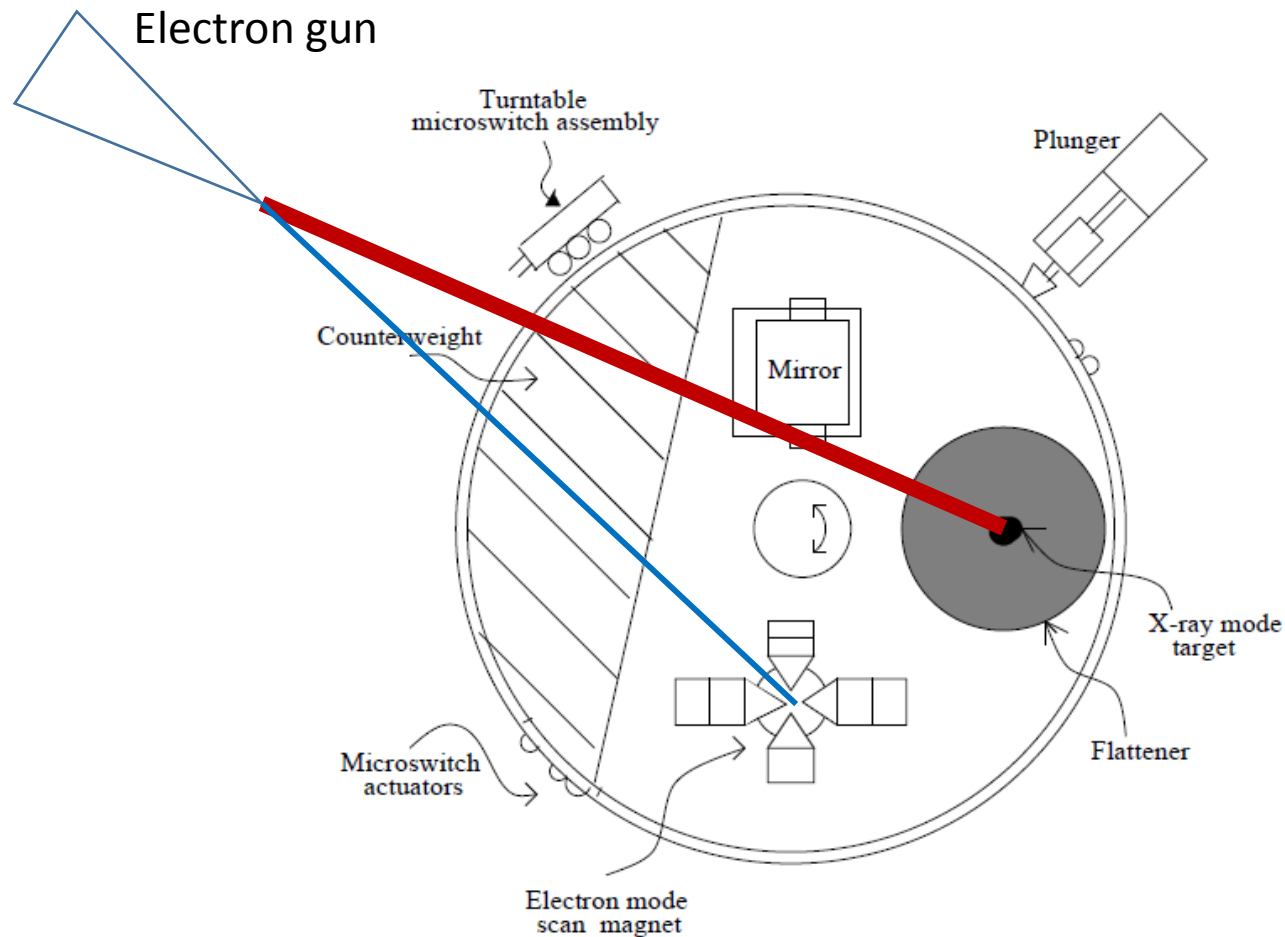 Electron gun
Turntable
microswitch assembly
Plunger
Counterweight
Mirror
X-ray mode
target
Flattener
Microswitch
actuators
Electron mode
scan magnet